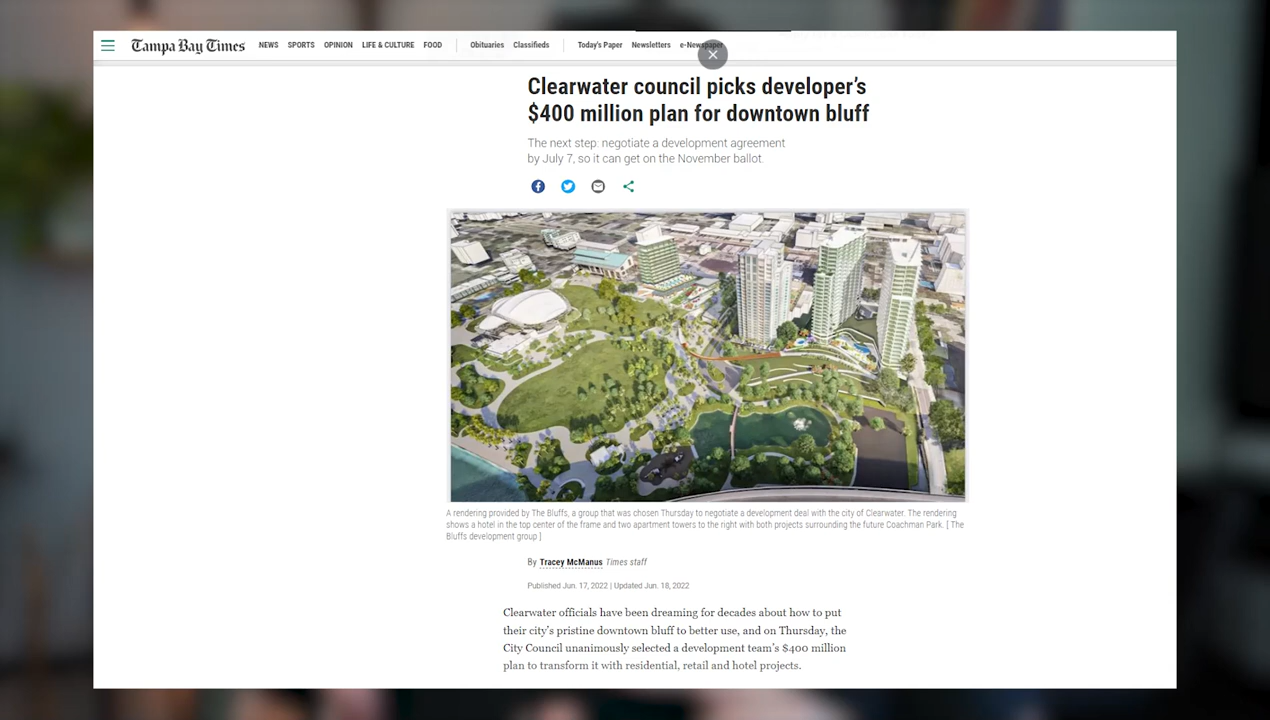 Tampa Bay Times NEWS SPORTS OPINION LIFE & CULTURE FOOD Obituaries Classifieds Today's Paper Newsletters e-Newspaper
Clearwater council picks developer's
$400 million plan for downtown bluff
The next step: negotiate a development agreement
by July 7, so it can get on the November ballot.
A rendering provided by The Bluffs, a group that was chosen Thursday to negotiate a development deal with the city of Clearwater. The rendering
shows a hotel in the top center of the frame and two apartment towers to the right with both projects surrounding the future Coachman Park. [ The
Bluffs development group ]
By Tracey McManus Times staff
Published Jun. 17, 2022 | Updated Jun. 18, 2022
Clearwater officials have been dreaming for decades about how to put
their city's pristine downtown bluff to better use, and on Thursday, the
City Council unanimously selected a development team's $400 million
plan to transform it with residential, retail and hotel projects.